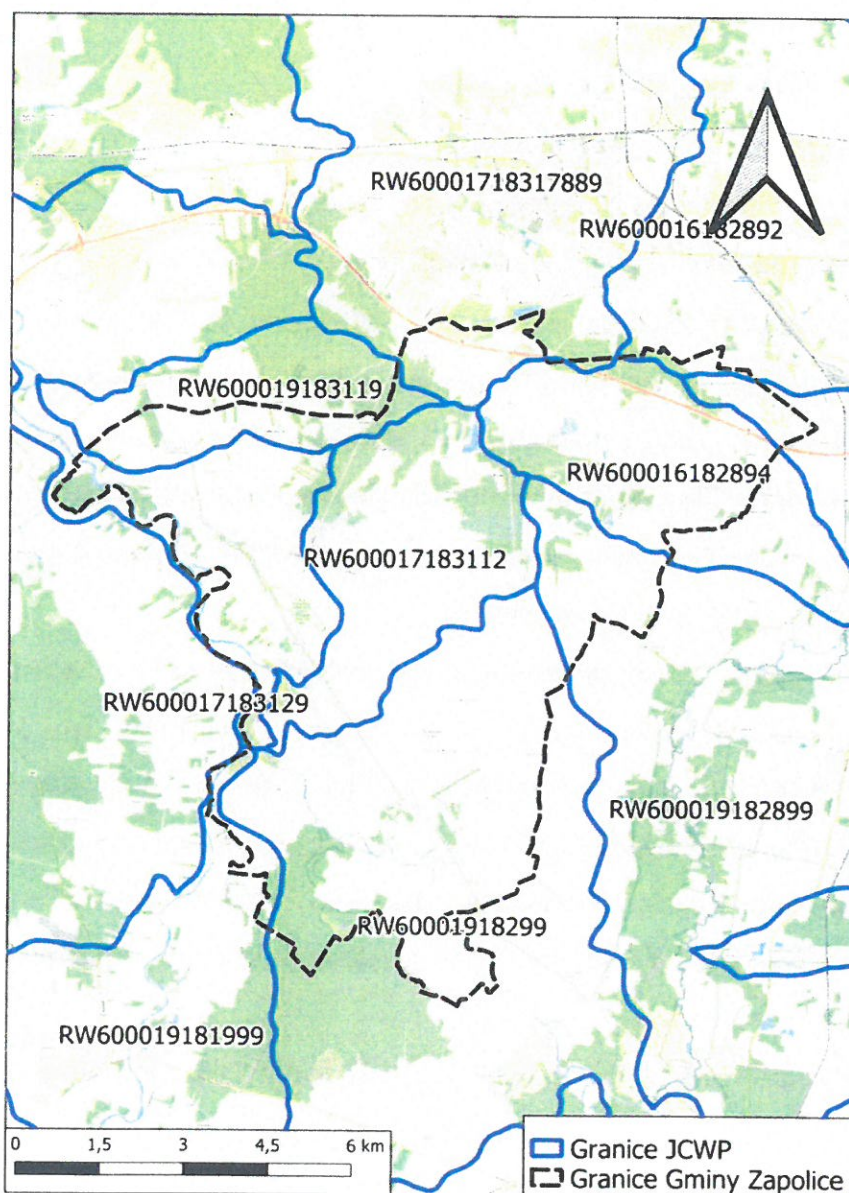 RW60001718317889
RW600016182892
RW600019183119
RW600016182894
RW600017183112
RW600017183129
RW600019182899
RW60001918299
RW600019181999
0 1,5 3 4,5 6 km
Granice JCWP
Granice Gminy Zapolice